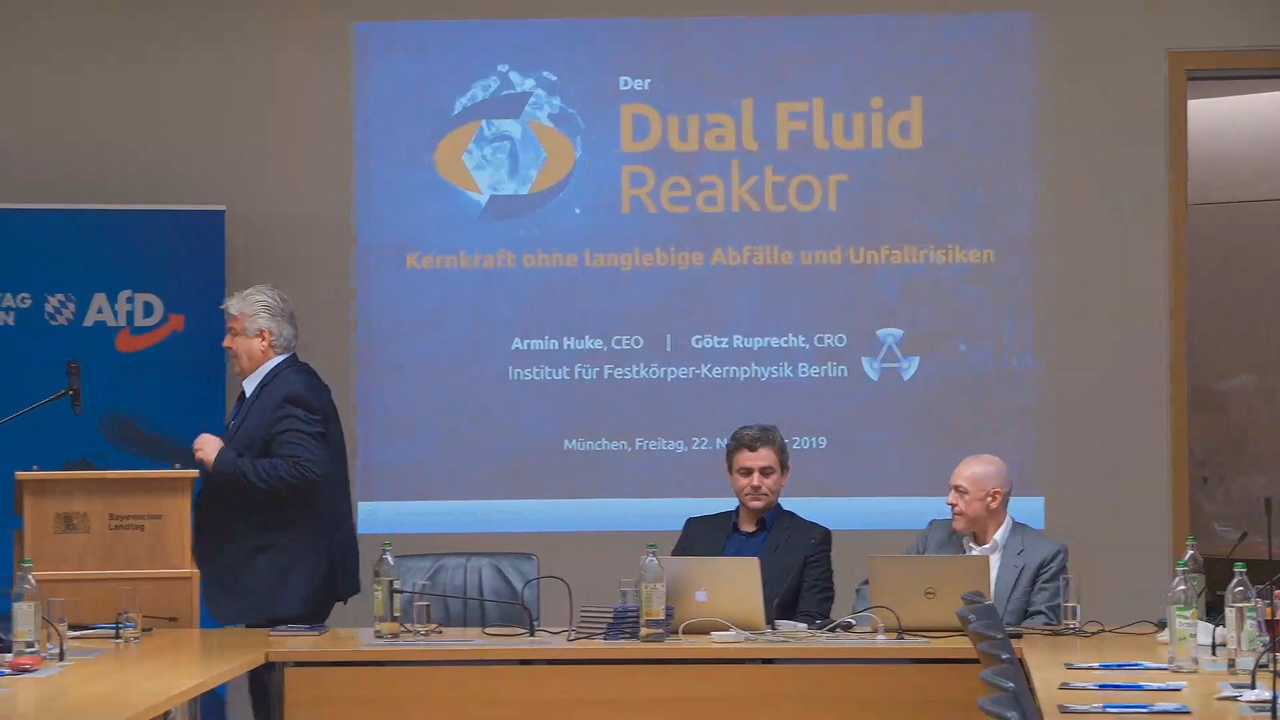 Der
Dual Fluid
Reaktor
Kernkraft ohne langlebige Abfälle und Unfallrisiken
Armin Huke, CEO | Götz Ruprecht, CRO
Institut für Festkörper-Kernphysik Berlin
München, Freitag, 22. 2019
AfD
Bayerischer
Landtag
DELL